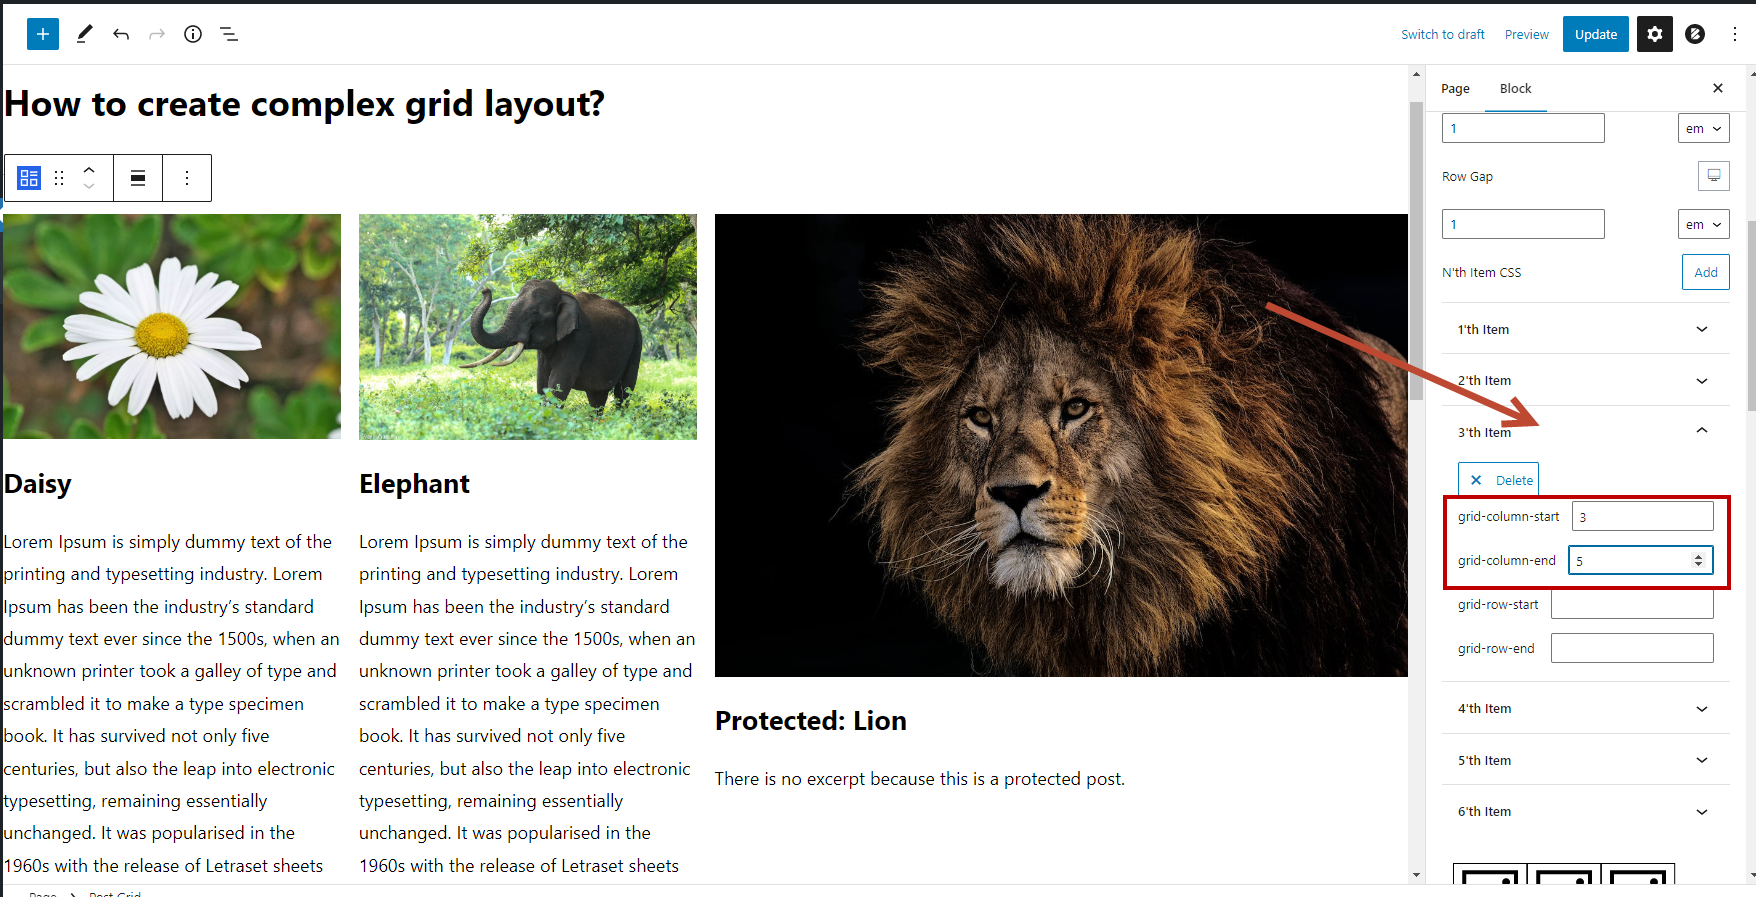 Switch to draft
Preview
Update
How to create complex grid layout?
Daisy
Lorem Ipsum is simply dummy text of the
printing and typesetting industry. Lorem
Ipsum has been the industry’s standard
dummy text ever since the 1500s, when an
unknown printer took a galley of type and
scrambled it to make a type specimen
book. It has survived not only five
centuries, but also the leap into electronic
typesetting, remaining essentially
unchanged. It was popularised in the
1960s with the release of Letraset sheets
Elephant
Lorem Ipsum is simply dummy text of the
printing and typesetting industry. Lorem
Ipsum has been the industry’s standard
dummy text ever since the 1500s, when an
unknown printer took a galley of type and
scrambled it to make a type specimen
book. It has survived not only five
centuries, but also the leap into electronic
typesetting, remaining essentially
unchanged. It was popularised in the
1960s with the release of Letraset sheets
Protected: Lion
There is no excerpt because this is a protected post.
Page
Block
1
em
Row Gap
1
em
N'th Item CSS
Add
1'th Item
2'th Item
3'th Item
Delete
grid-column-start
3
grid-column-end
5
grid-row-start
grid-row-end
4'th Item
5'th Item
6'th Item
Page
Post Grid